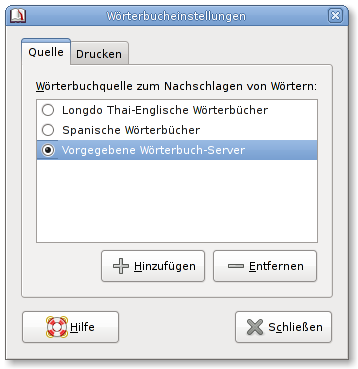 Wörterbucheinstellungen
Quelle
Drucken
Wörterbuchquelle zum Nachschlagen von Wörtern:
Longdo Thai-Englische Wörterbücher
Spanische Wörterbücher
Vorgegebene Wörterbuch-Server
Hinzufügen
Entfernen
Hilfe
Schließen